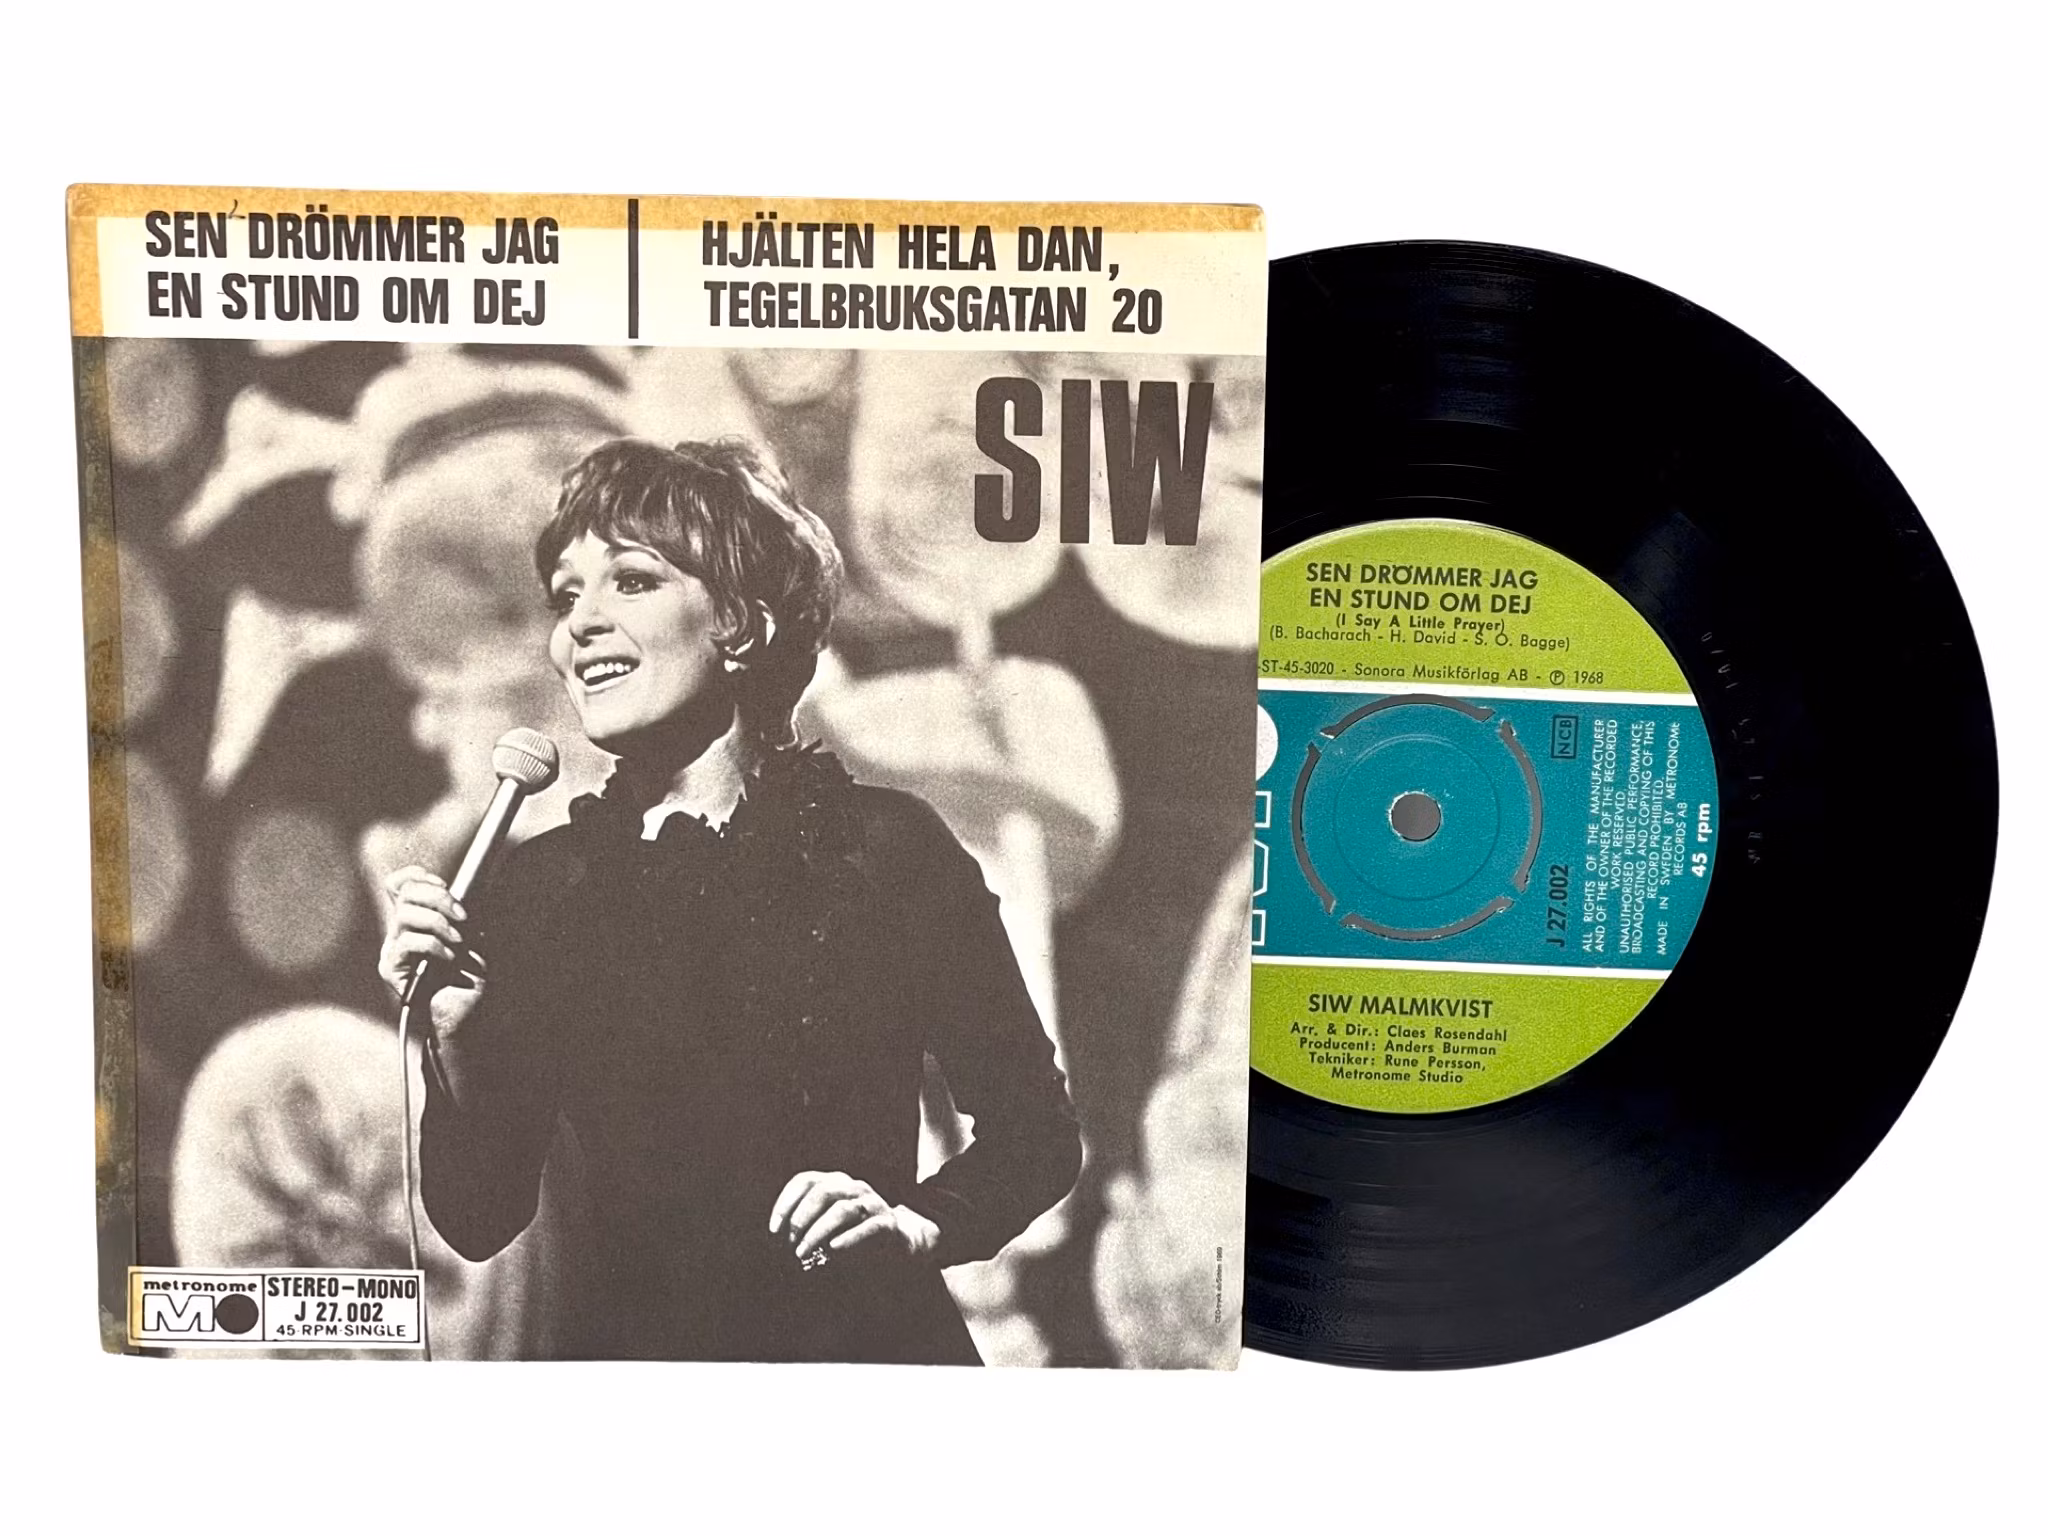 SEN DRÖMMER JAG
EN STUND OM DEJ
HJÄLTEN HELA DAN,
TEGELBRUKSGATAN 20
SIW
metronome
STEREO–MONO
J 27.002
45·RPM·SINGLE
SEN DRÖMMER JAG
EN STUND OM DEJ
(I Say A Little Prayer)
(B. Bacharach - H. David - S. O. Bagge)
-ST-45-3020 - Sonora Musikförlag AB - Ⓟ 1968
NCB
J 27.002
ALL RIGHTS OF THE MANUFACTURER
AND OF THE OWNER OF THE RECORDED
WORK RESERVED.
UNAUTHORISED PUBLIC PERFORMANCE,
BROADCASTING AND COPYING OF THIS
RECORD PROHIBITED.
MADE IN SWEDEN BY METRONOME
RECORDS AB
45 rpm
SIW MALMKVIST
Arr. & Dir.: Claes Rosendahl
Producent: Anders Burman
Tekniker: Rune Persson,
Metronome Studio